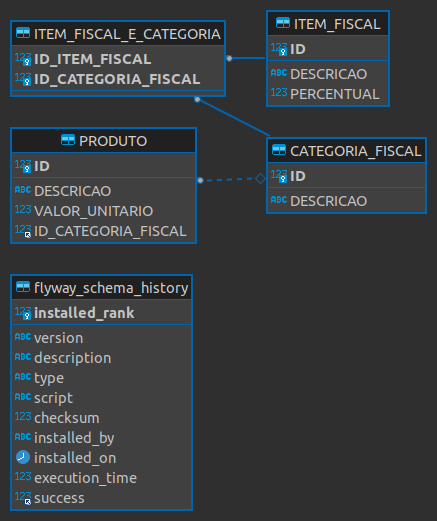 ITEM_FISCAL_E_CATEGORIA
123 ID_ITEM_FISCAL
123 ID_CATEGORIA_FISCAL
ITEM_FISCAL
123 ID
ABC DESCRICAO
123 PERCENTUAL
PRODUTO
123 ID
ABC DESCRICAO
123 VALOR_UNITARIO
123 ID_CATEGORIA_FISCAL
CATEGORIA_FISCAL
123 ID
ABC DESCRICAO
flyway_schema_history
123 installed_rank
ABC version
ABC description
ABC type
ABC script
123 checksum
ABC installed_by
installed_on
123 execution_time
123 success